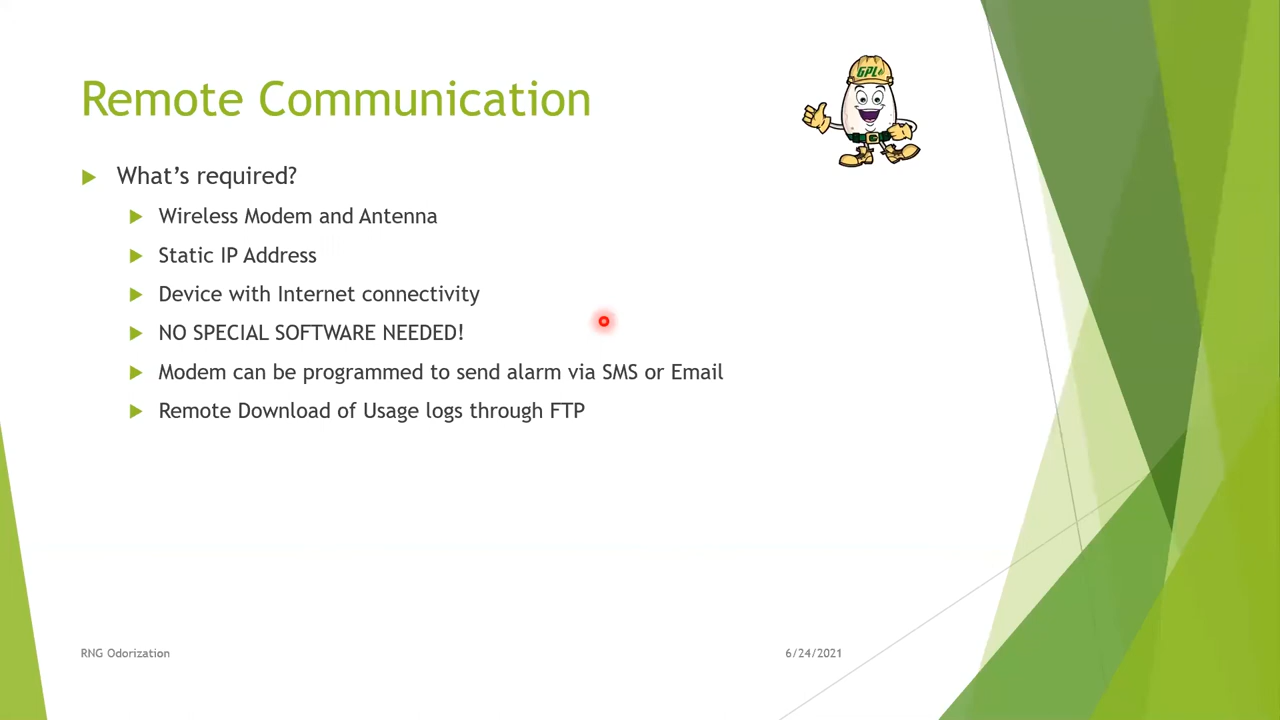 Remote Communication
GPL
What's required?
Wireless Modem and Antenna
Static IP Address
Device with Internet connectivity
NO SPECIAL SOFTWARE NEEDED!
Modem can be programmed to send alarm via SMS or Email
Remote Download of Usage logs through FTP
RNG Odorization
6/24/2021